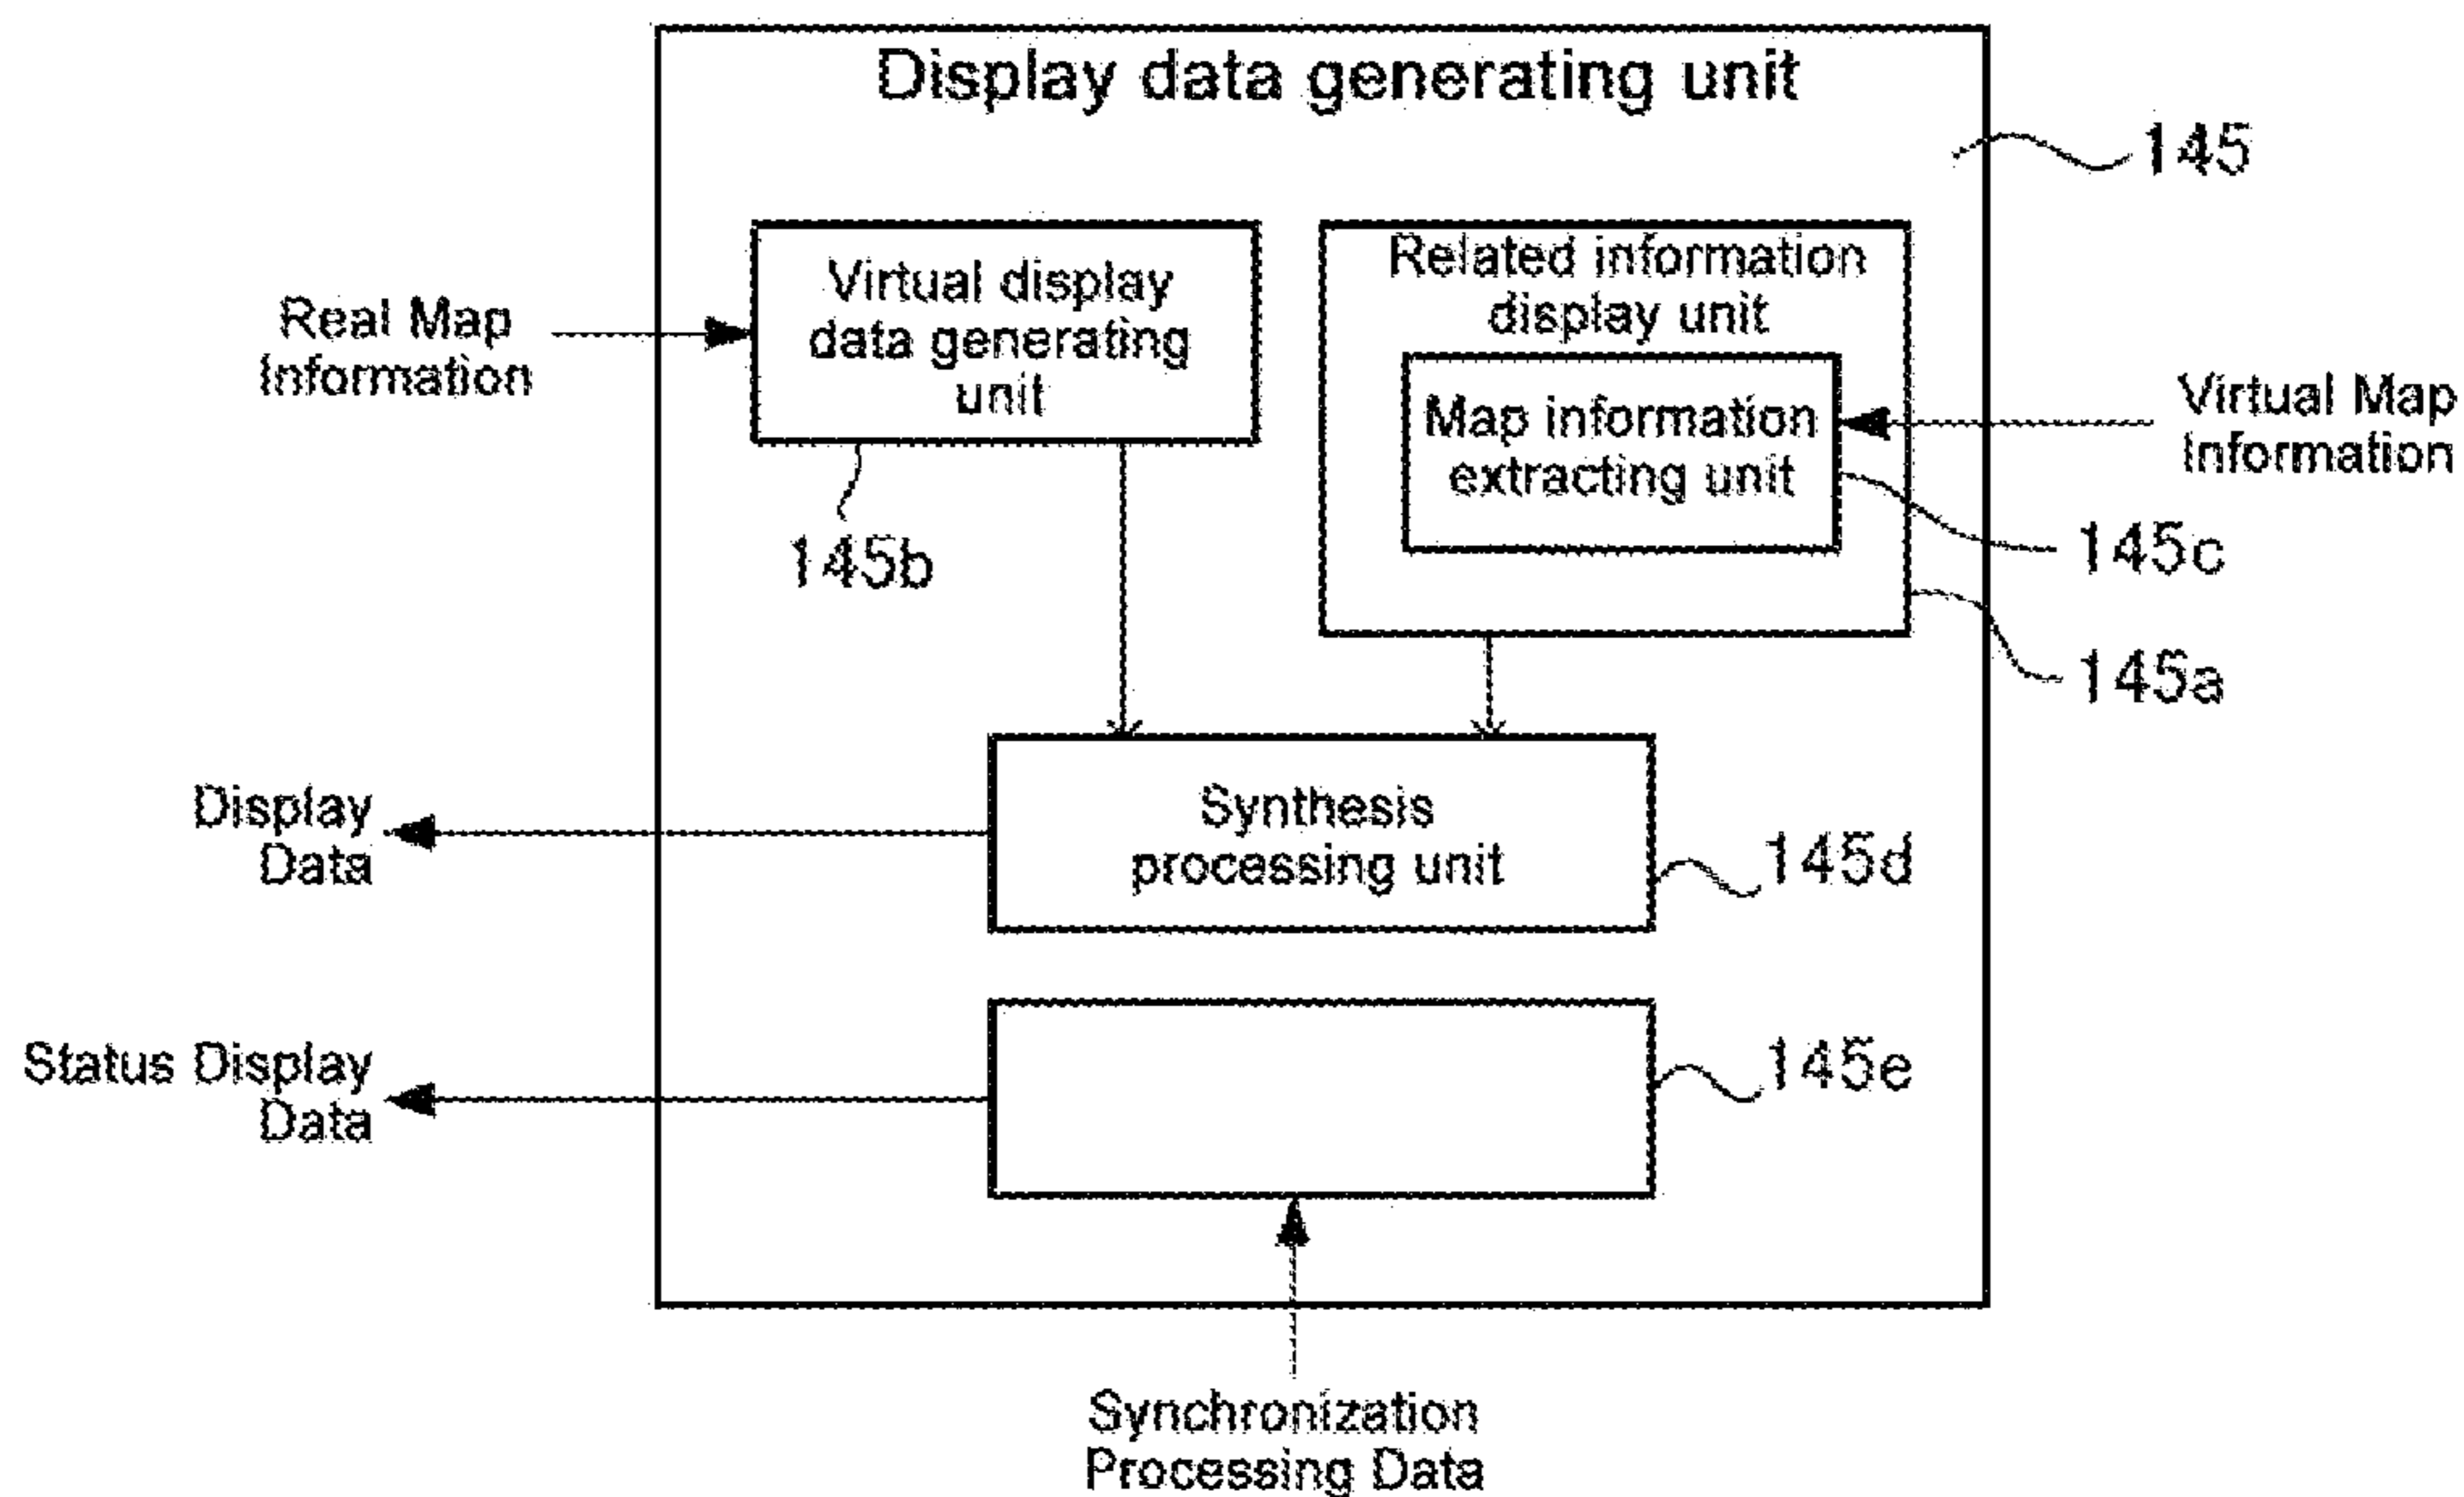 Display data generating unit
145
Virtual display
data generating
unit
Related information
display unit
Real Map
Information
Map information
extracting unit
Virtual Map
Information
145b
145c
145a
Synthesis
processing unit
Display
Data
145d
Status Display
Data
145e
Synchronization
Processing Data